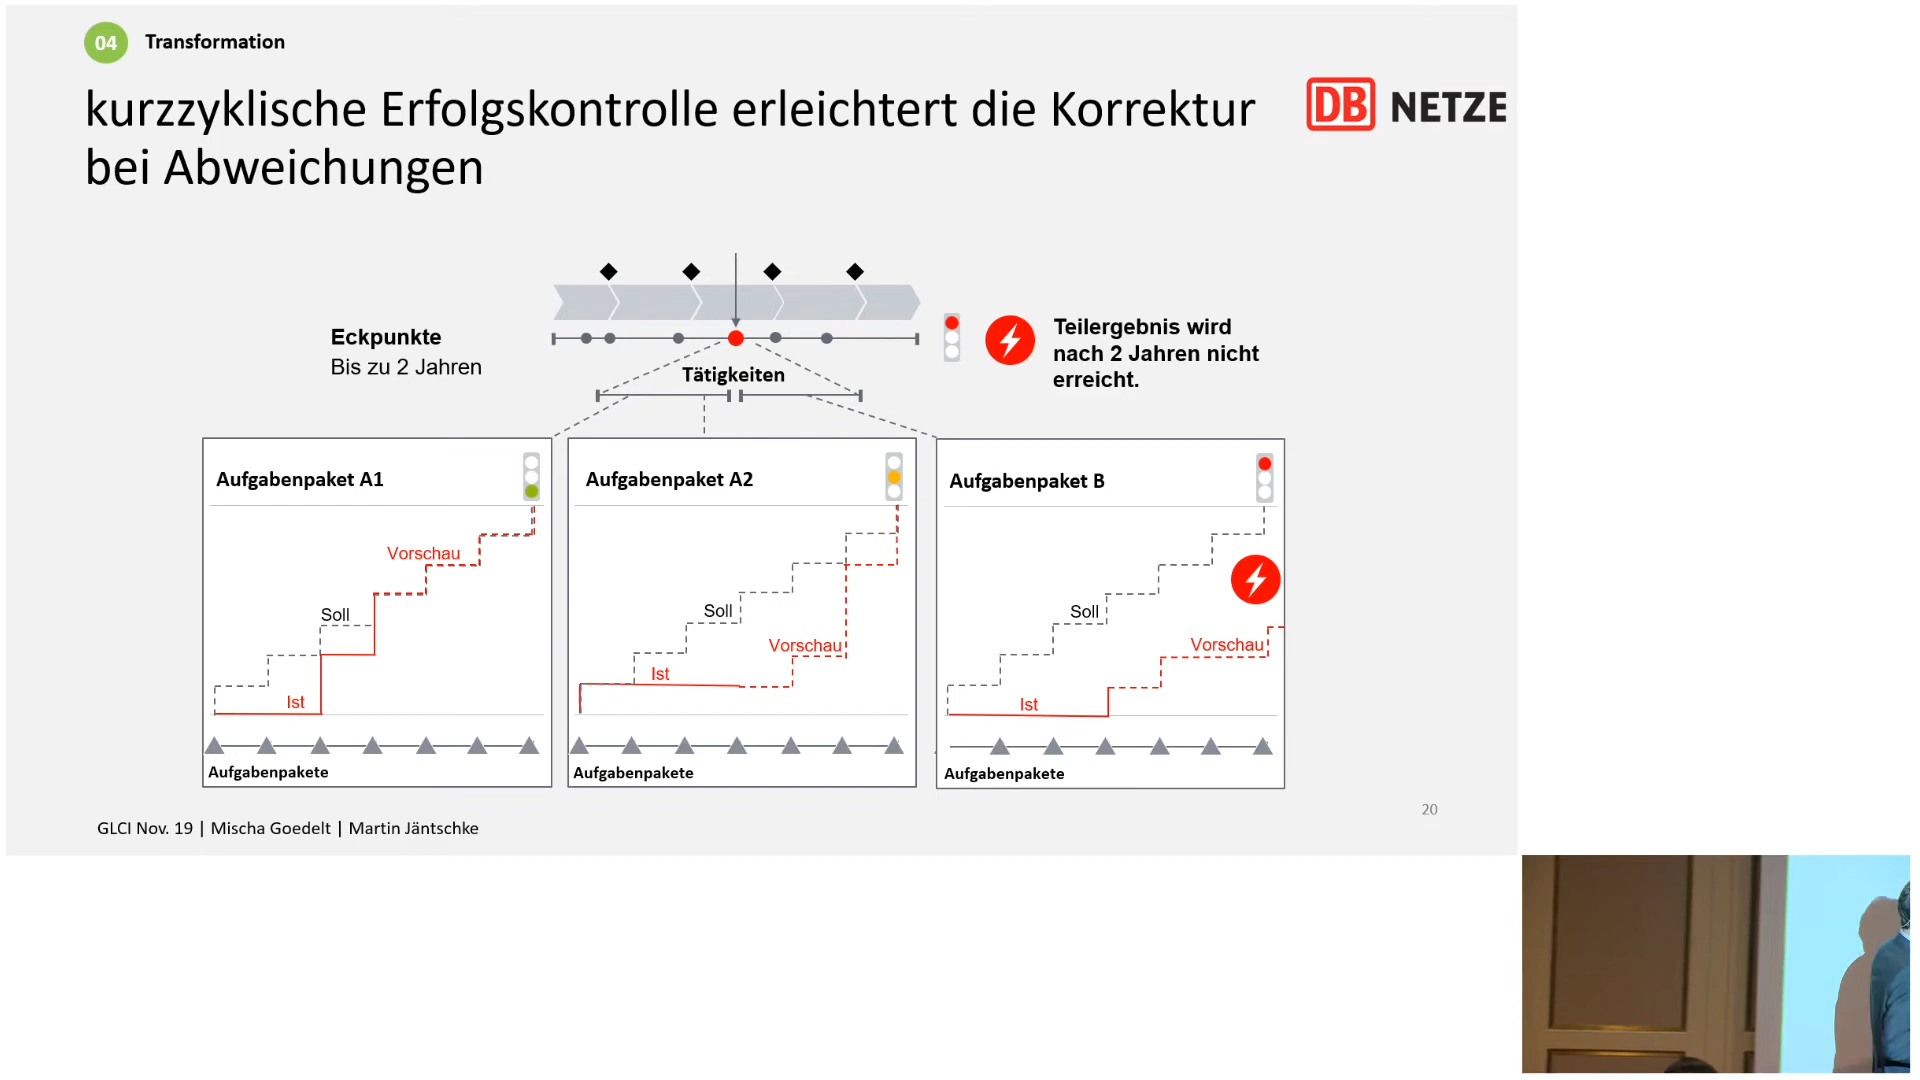 04 Transformation
kurzzyklische Erfolgskontrolle erleichtert die Korrektur
bei Abweichungen
DB NETZE
Eckpunkte
Bis zu 2 Jahren
Tätigkeiten
Teilergebnis wird
nach 2 Jahren nicht
erreicht.
Aufgabenpaket A1
Vorschau
Soll
Ist
Aufgabenpakete
Aufgabenpaket A2
Soll
Vorschau
Ist
Aufgabenpakete
Aufgabenpaket B
Soll
Vorschau
Ist
Aufgabenpakete
20
GLCI Nov. 19 | Mischa Goedelt | Martin Jäntschke